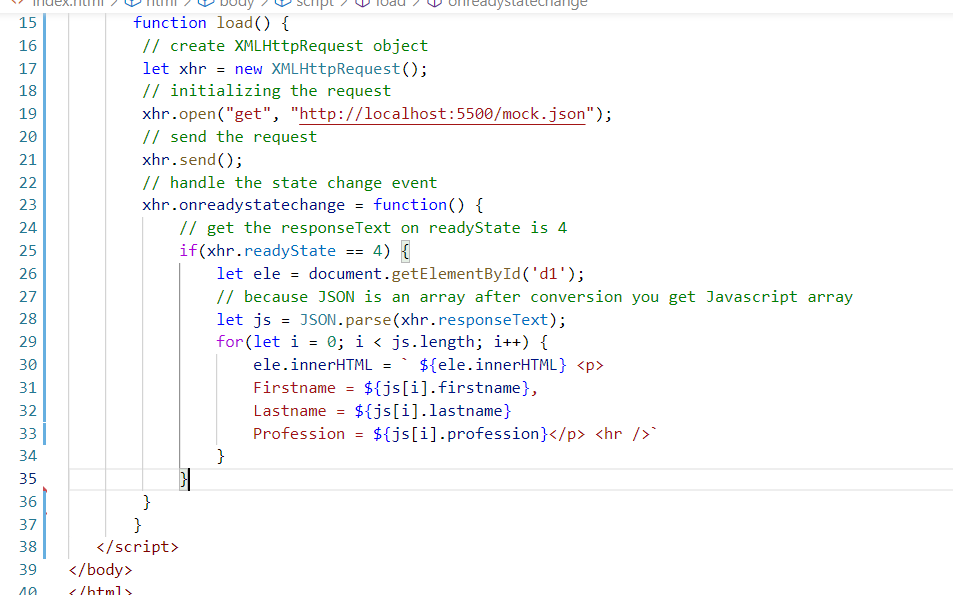 index.html > html > body > script > load > onreadystatechange
15 function load() {
16 // create XMLHttpRequest object
17 let xhr = new XMLHttpRequest();
18 // initializing the request
19 xhr.open("get", "http://localhost:5500/mock.json");
20 // send the request
21 xhr.send();
22 // handle the state change event
23 xhr.onreadystatechange = function() {
24 // get the responseText on readyState is 4
25 if(xhr.readyState == 4) {
26 let ele = document.getElementById('d1');
27 // because JSON is an array after conversion you get Javascript array
28 let js = JSON.parse(xhr.responseText);
29 for(let i = 0; i < js.length; i++) {
30 ele.innerHTML = ` ${ele.innerHTML} <p>
31 Firstname = ${js[i].firstname},
32 Lastname = ${js[i].lastname}
33 Profession = ${js[i].profession}</p> <hr />`
34 }
35 }
36 }
37 }
38 </script>
39 </body>
40 </html>